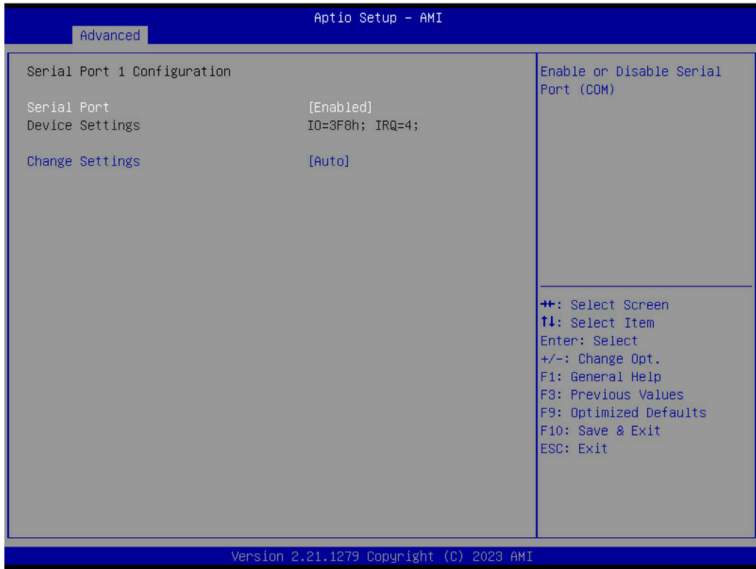 Aptio Setup – AMI
Advanced
Serial Port 1 Configuration
Serial Port [Enabled]
Device Settings IO=3F8h; IRQ=4;
Change Settings [Auto]
Enable or Disable Serial
Port (COM)
→←: Select Screen
↑↓: Select Item
Enter: Select
+/-: Change Opt.
F1: General Help
F3: Previous Values
F9: Optimized Defaults
F10: Save & Exit
ESC: Exit
Version 2.21.1279 Copyright (C) 2023 AMI